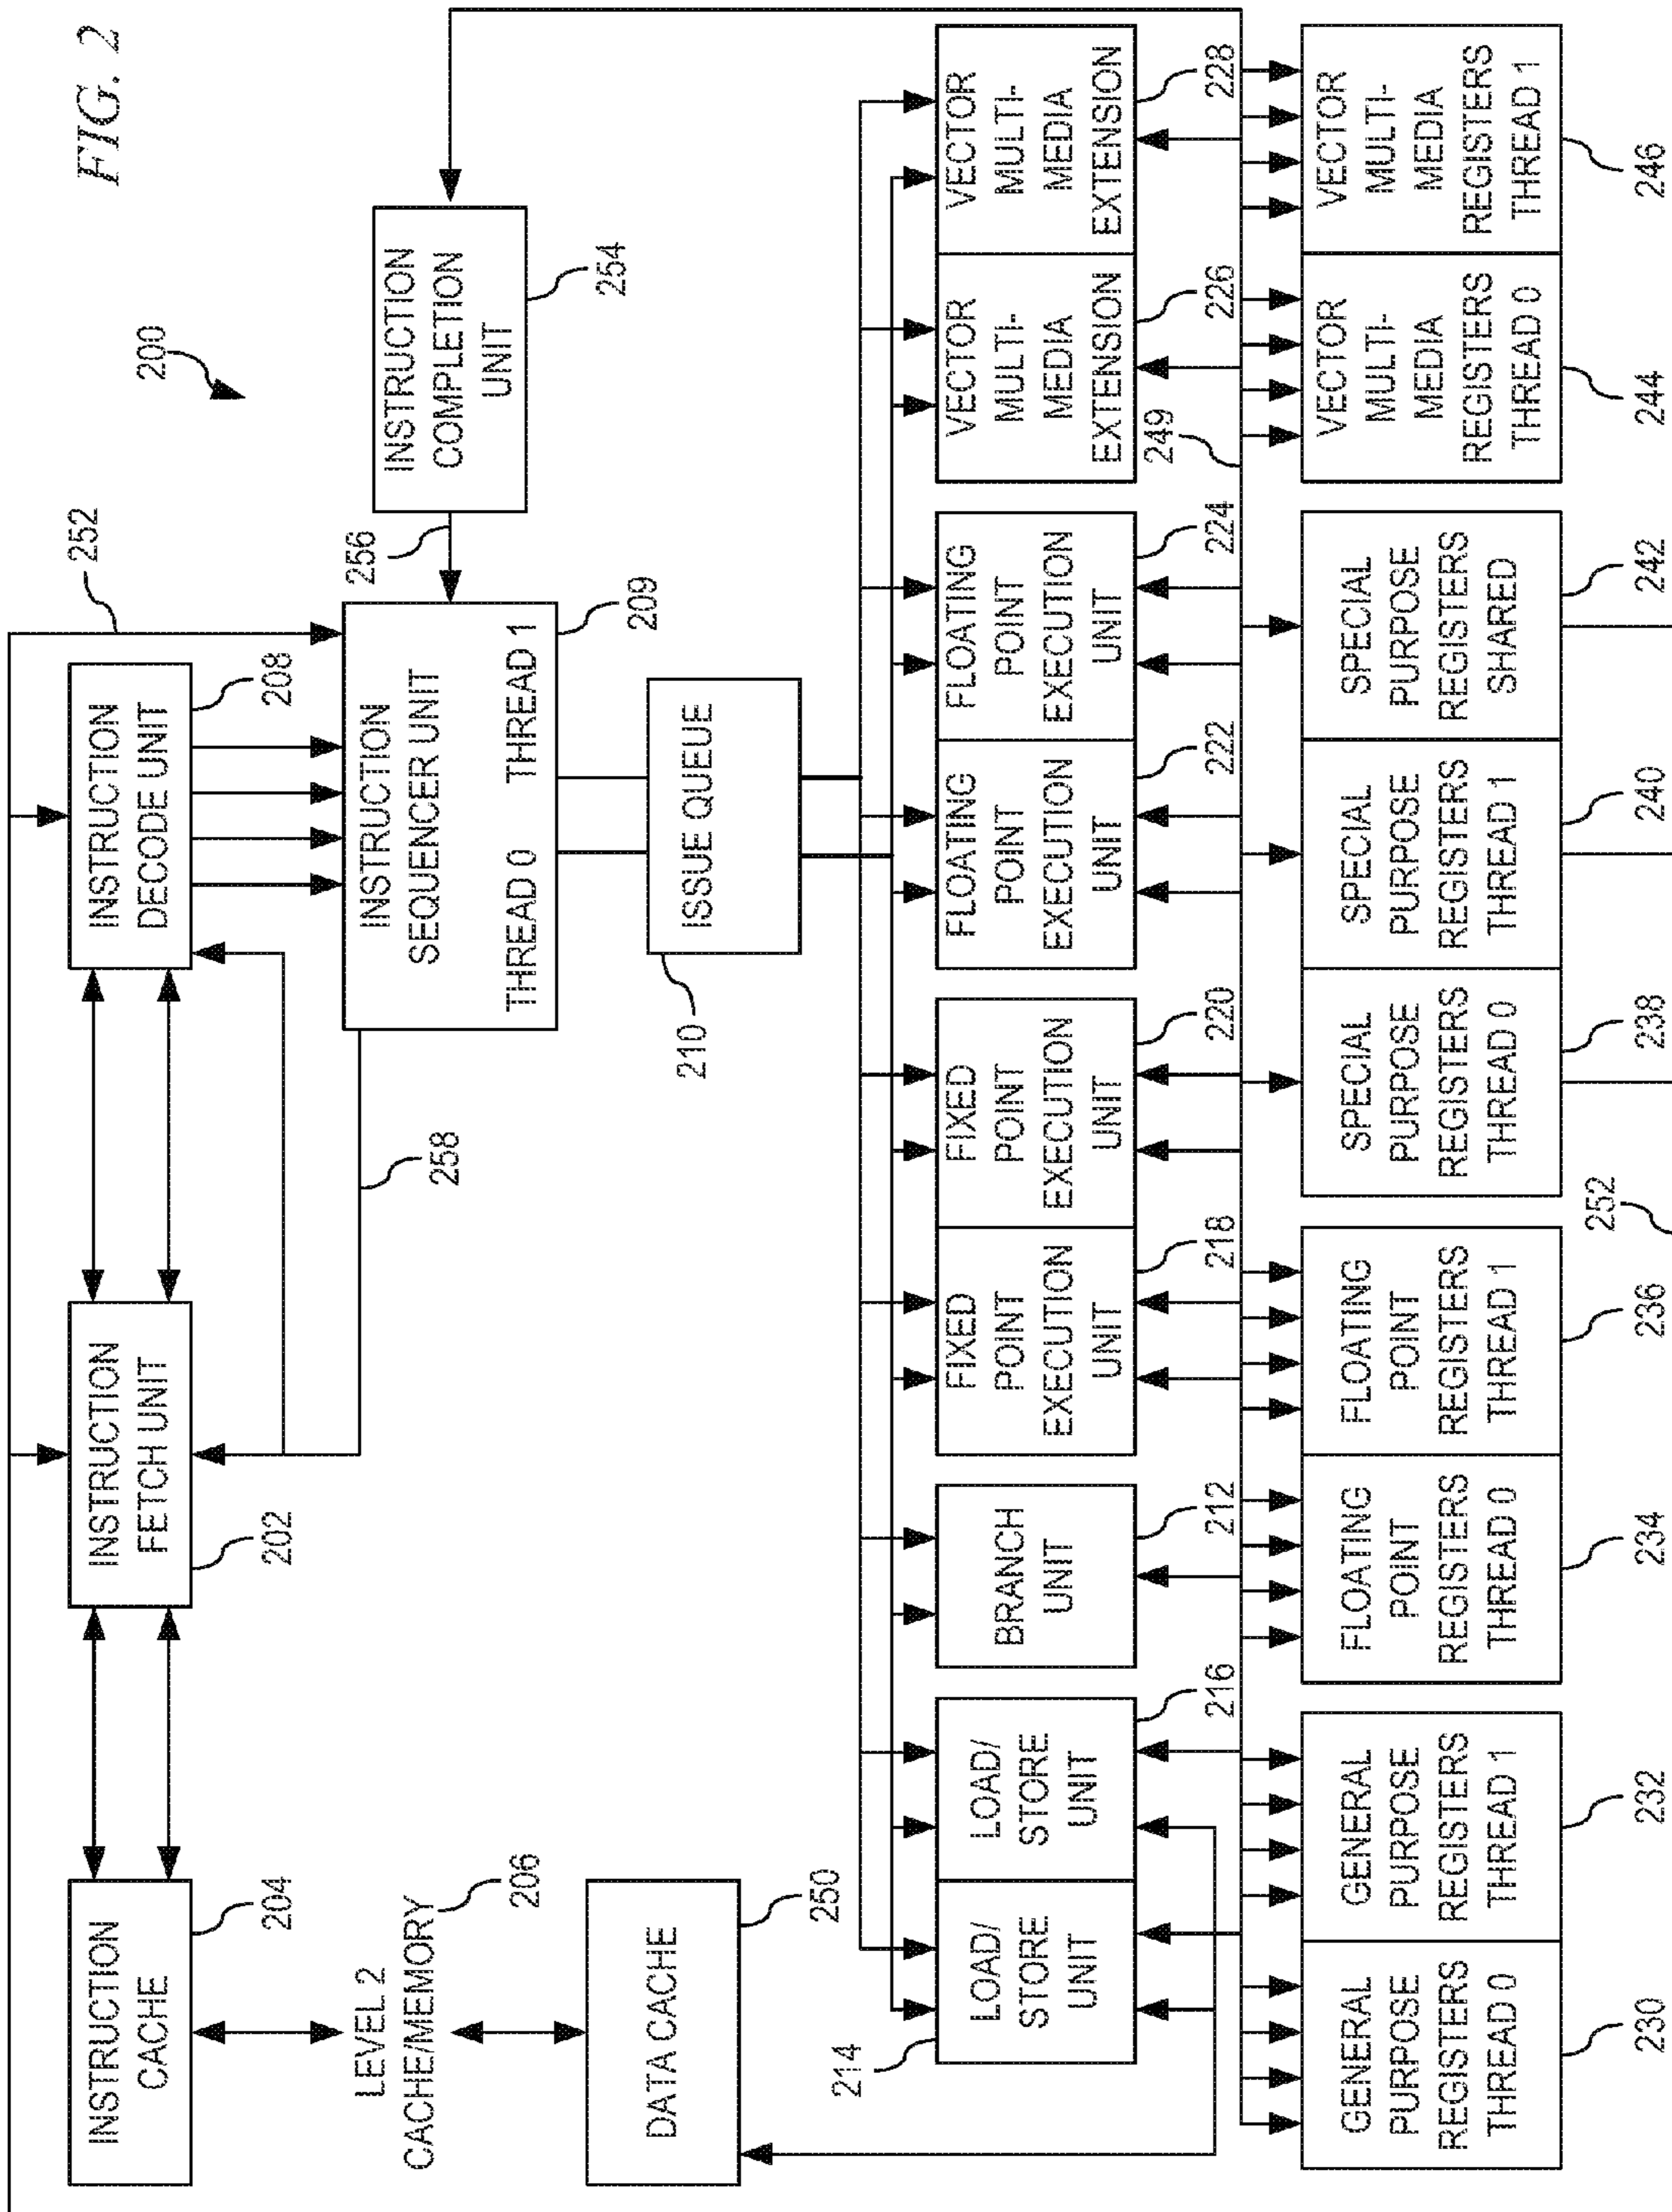 FIG. 2
200
252
INSTRUCTION
CACHE
204
INSTRUCTION
FETCH UNIT
202
INSTRUCTION
DECODE UNIT
208
LEVEL 2
CACHE/MEMORY
206
258
256
INSTRUCTION
SEQUENCER UNIT
THREAD 0 THREAD 1
209
INSTRUCTION
COMPLETION
UNIT
254
DATA CACHE
250
ISSUE QUEUE
210
LOAD/
STORE
UNIT
214
LOAD/
STORE
UNIT
216
BRANCH
UNIT
212
FIXED
POINT
EXECUTION
UNIT
218
FIXED
POINT
EXECUTION
UNIT
220
FLOATING
POINT
EXECUTION
UNIT
222
FLOATING
POINT
EXECUTION
UNIT
224
VECTOR
MULTI-
MEDIA
EXTENSION
226
VECTOR
MULTI-
MEDIA
EXTENSION
228
249
GENERAL
PURPOSE
REGISTERS
THREAD 0
230
GENERAL
PURPOSE
REGISTERS
THREAD 1
232
FLOATING
POINT
REGISTERS
THREAD 0
234
FLOATING
POINT
REGISTERS
THREAD 1
236
SPECIAL
PURPOSE
REGISTERS
THREAD 0
238
SPECIAL
PURPOSE
REGISTERS
THREAD 1
240
SPECIAL
PURPOSE
REGISTERS
SHARED
242
VECTOR
MULTI-
MEDIA
REGISTERS
THREAD 0
244
VECTOR
MULTI-
MEDIA
REGISTERS
THREAD 1
246
252